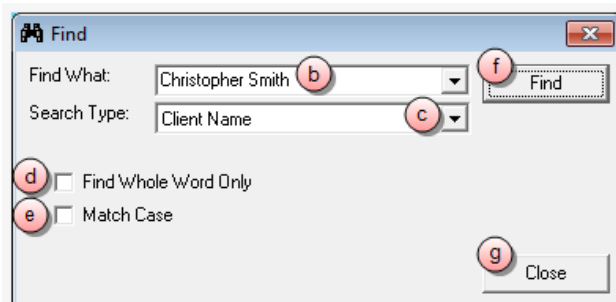 Find
Find What: Christopher Smith b f Find
Search Type: Client Name c
d Find Whole Word Only
e Match Case
g Close